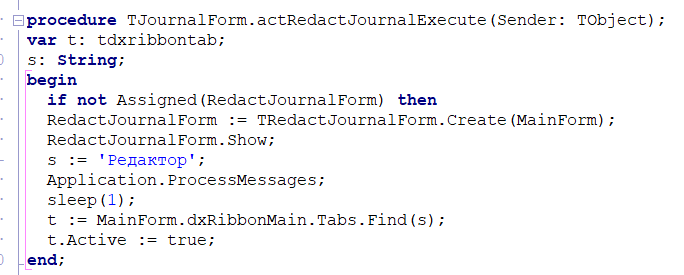 procedure TJournalForm.actRedactJournalExecute(Sender: TObject);
var t: tdxribbontab;
s: String;
begin
if not Assigned(RedactJournalForm) then
RedactJournalForm := TRedactJournalForm.Create(MainForm);
RedactJournalForm.Show;
s := 'Редактор';
Application.ProcessMessages;
sleep(1);
t := MainForm.dxRibbonMain.Tabs.Find(s);
t.Active := true;
end;